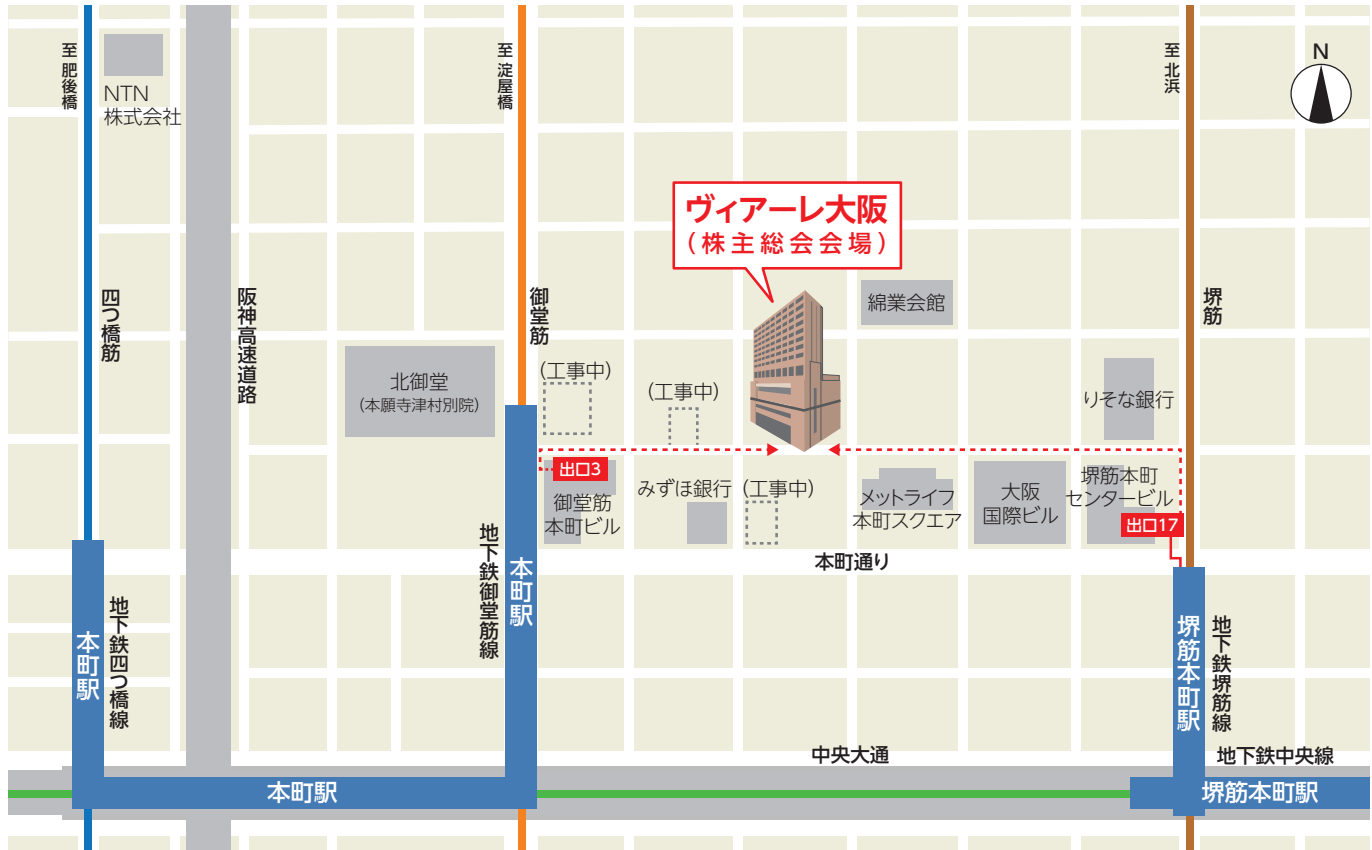 至 肥後橋
NTN
株式会社
至 淀屋橋
至 北浜
N
ヴィアーレ大阪
(株主総会会場)
四つ橋筋
阪神高速道路
御堂筋
綿業会館
堺筋
北御堂
(本願寺津村別院)
(工事中)
(工事中)
りそな銀行
出口3
御堂筋
本町ビル
みずほ銀行
(工事中)
メットライフ
本町スクエア
大阪
国際ビル
堺筋本町
センタービル
出口17
地下鉄御堂筋線
本町駅
本町通り
本町駅
地下鉄四つ橋線
堺筋本町駅
地下鉄堺筋線
中央大通
地下鉄中央線
本町駅
堺筋本町駅